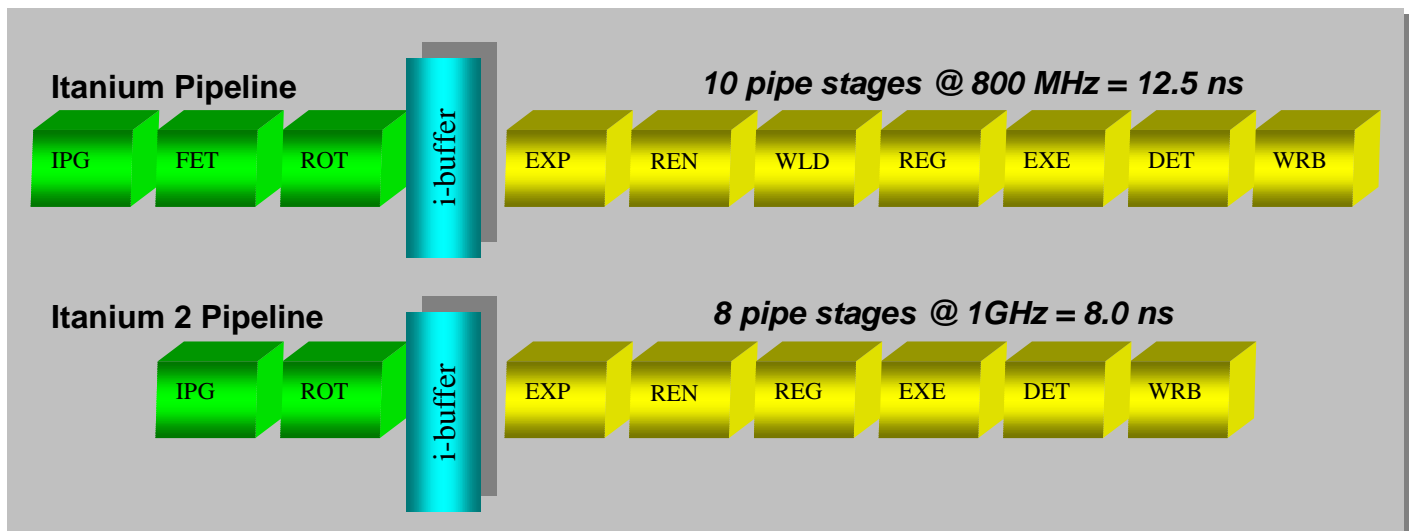 Itanium Pipeline
10 pipe stages @ 800 MHz = 12.5 ns
IPG
FET
ROT
i-buffer
EXP
REN
WLD
REG
EXE
DET
WRB
Itanium 2 Pipeline
8 pipe stages @ 1GHz = 8.0 ns
IPG
ROT
i-buffer
EXP
REN
REG
EXE
DET
WRB